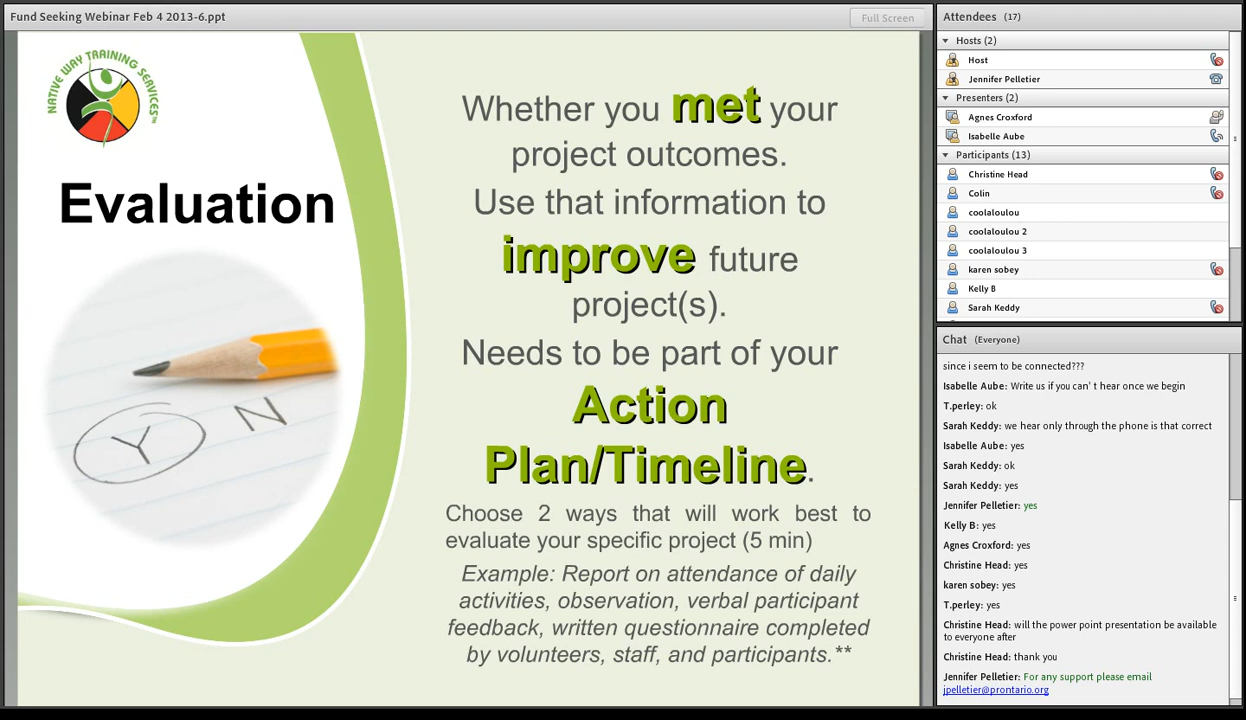 Fund Seeking Webinar Feb 4 2013-6.ppt
Full Screen
NATIVE WAY TRAINING SERVICES™
Evaluation
Y N
Whether you met your
project outcomes.
Use that information to
improve future
project(s).
Needs to be part of your
Action
Plan/Timeline.
Choose 2 ways that will work best to
evaluate your specific project (5 min)
Example: Report on attendance of daily
activities, observation, verbal participant
feedback, written questionnaire completed
by volunteers, staff, and participants.**
Attendees (17)
Hosts (2)
Host
Jennifer Pelletier
Presenters (2)
Agnes Croxford
Isabelle Aube
Participants (13)
Christine Head
Colin
coolaloulou
coolaloulou 2
coolaloulou 3
karen sobey
Kelly B
Sarah Keddy
Chat (Everyone)
since i seem to be connected???
Isabelle Aube: Write us if you can' t hear once we begin
T.perley: ok
Sarah Keddy: we hear only through the phone is that correct
Isabelle Aube: yes
Sarah Keddy: ok
Sarah Keddy: yes
Jennifer Pelletier: yes
Kelly B: yes
Agnes Croxford: yes
Christine Head: yes
karen sobey: yes
T.perley: yes
Christine Head: will the power point presentation be available
to everyone after
Christine Head: thank you
Jennifer Pelletier: For any support please email
jpelletier@prontario.org